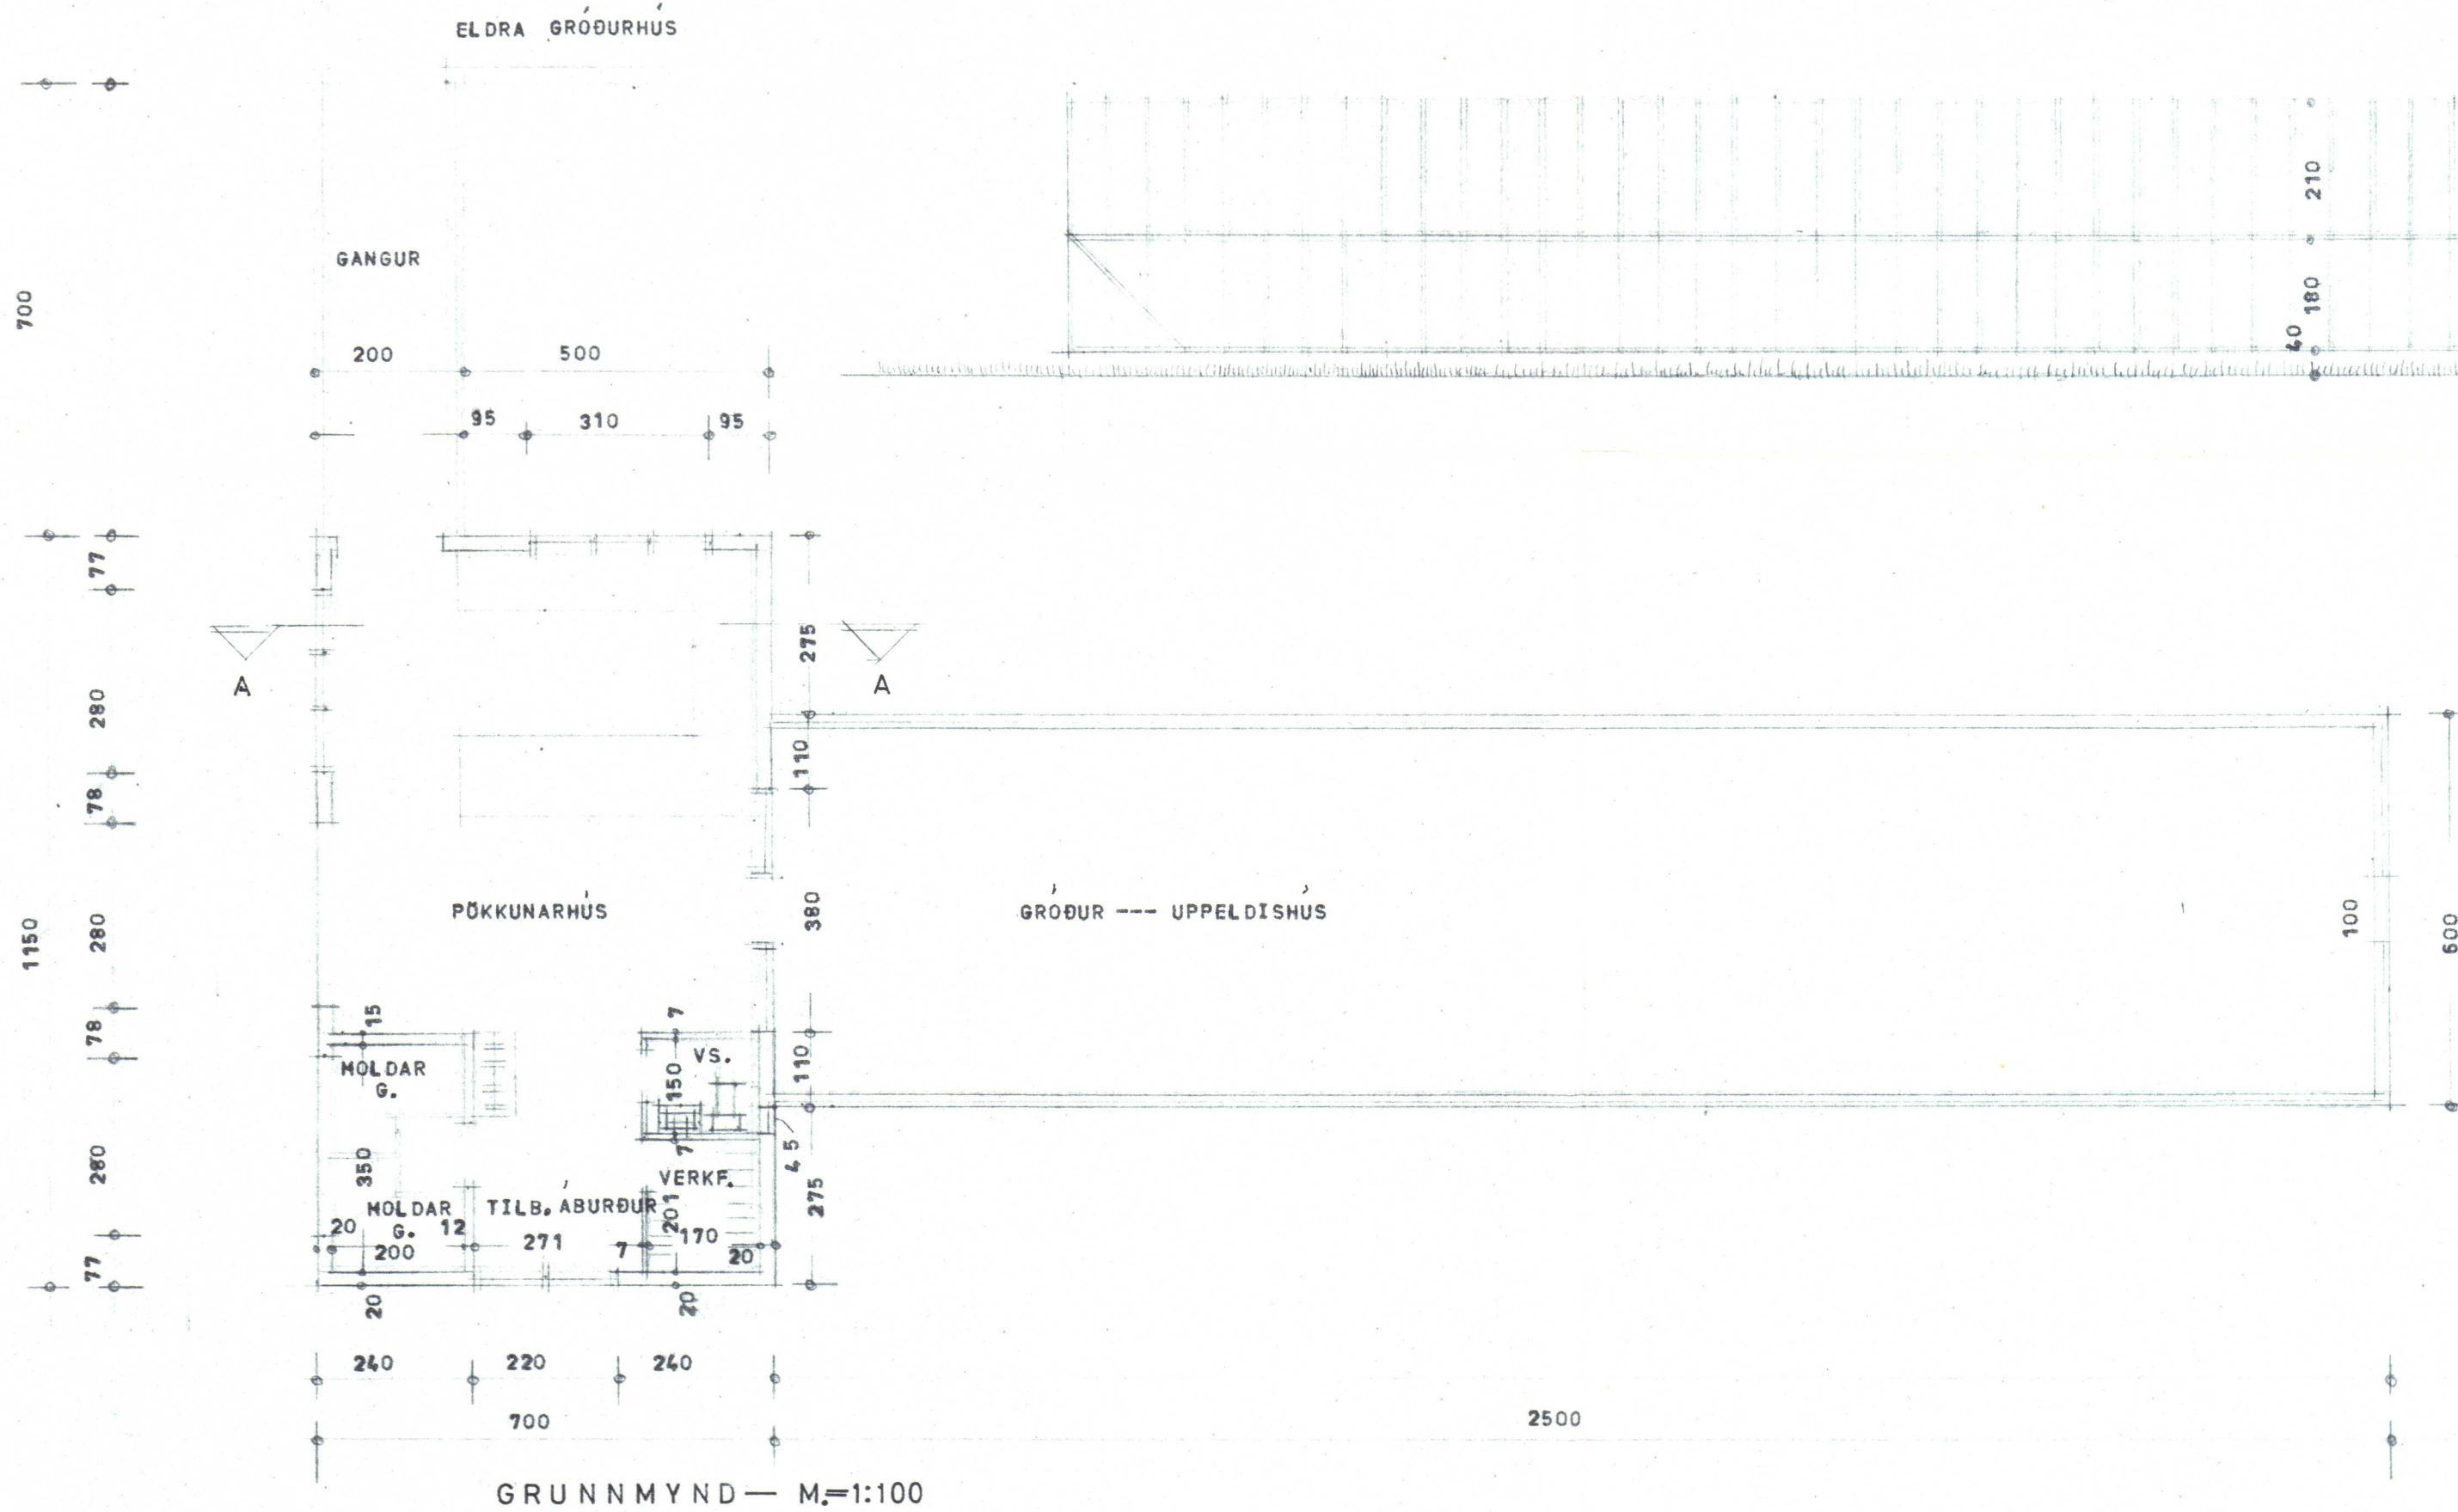 ELDRA GRÓÐURHÚS
GANGUR
700
200 500
95 310 95
210
180
40
77
280
78
280
78
280
77
1150
A A
275
110
380
110
275
45
PÖKKUNARHÚS
GRÓÐUR --- UPPELDISHÚS
100
600
15
7
MOLDAR
G.
VS.
150
7
350
VERKF.
201
MOLDAR
G.
TILB. ÁBURÐUR
20 200 12 271 7 170 20
20 20
240 220 240
700 2500
GRUNNMYND— M.=1:100